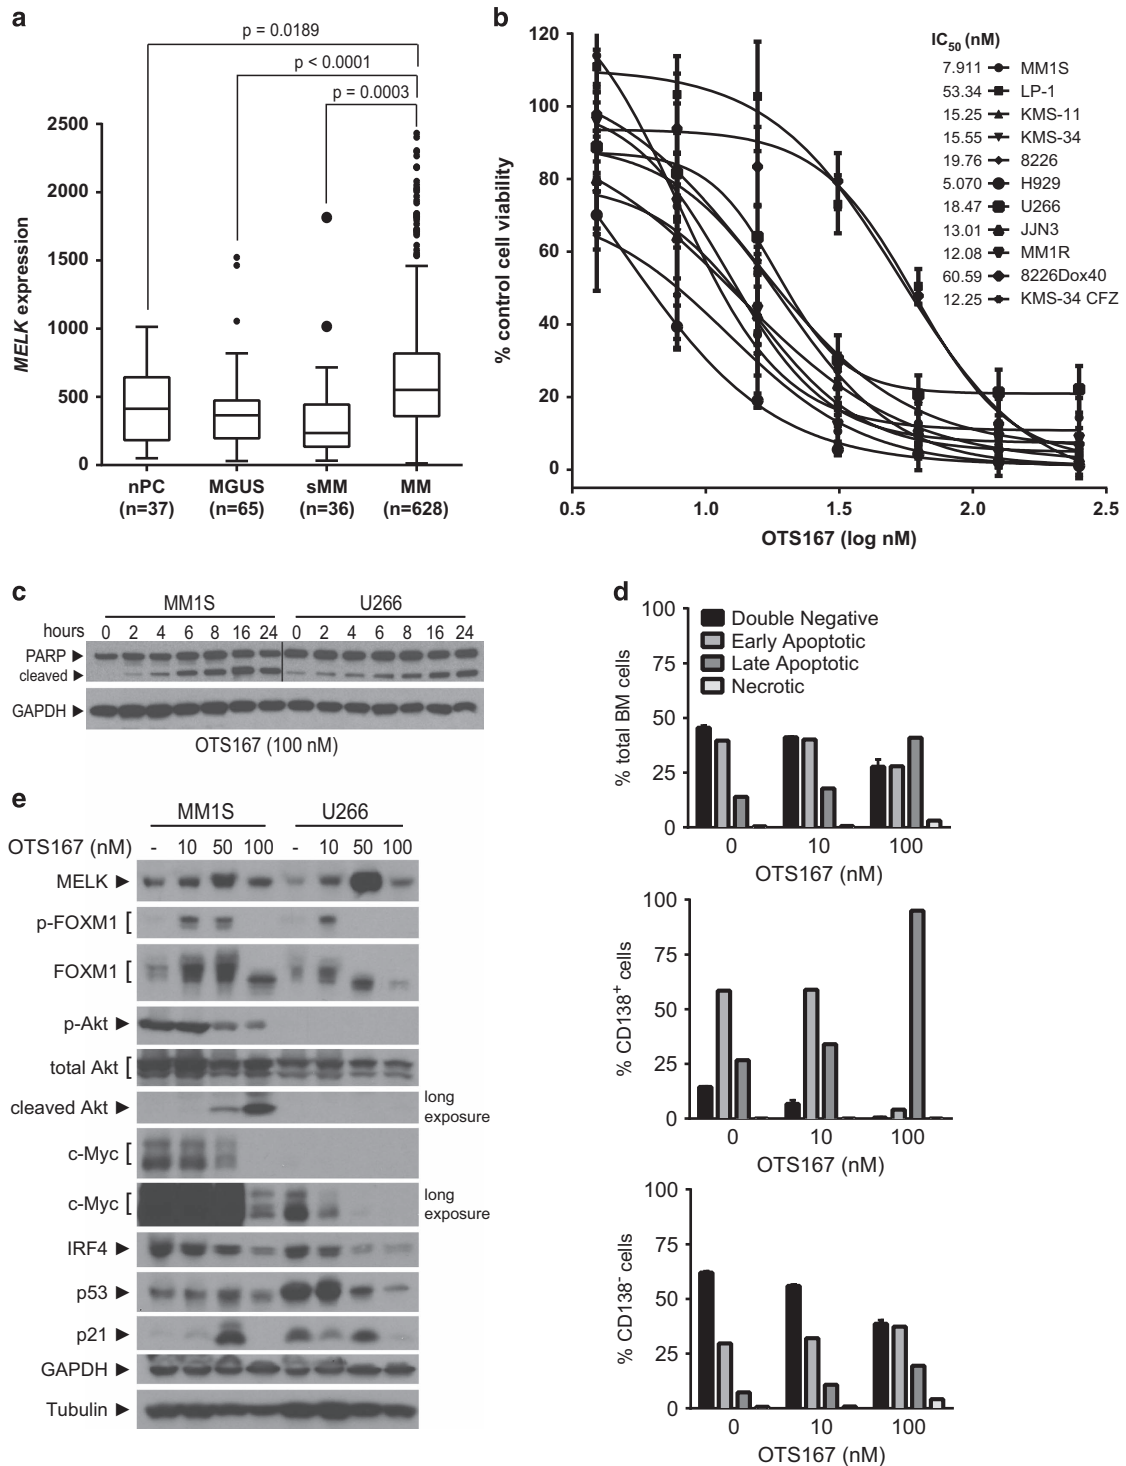 a
p = 0.0189
p < 0.0001
p = 0.0003
2500
2000
1500
1000
500
0
MELK expression
nPC
(n=37)
MGUS
(n=65)
sMM
(n=36)
MM
(n=628)
b
120
100
80
60
40
20
0
% control cell viability
0.5 1.0 1.5 2.0 2.5
OTS167 (log nM)
IC50 (nM)
7.911 MM1S
53.34 LP-1
15.25 KMS-11
15.55 KMS-34
19.76 8226
5.070 H929
18.47 U266
13.01 JJN3
12.08 MM1R
60.59 8226Dox40
12.25 KMS-34 CFZ
c
MM1S U266
hours 0 2 4 6 8 16 24 0 2 4 6 8 16 24
PARP
cleaved
GAPDH
OTS167 (100 nM)
d
Double Negative
Early Apoptotic
Late Apoptotic
Necrotic
100
75
50
25
0
% total BM cells
0 10 100
OTS167 (nM)
100
75
50
25
0
% CD138+ cells
0 10 100
OTS167 (nM)
100
75
50
25
0
% CD138- cells
0 10 100
OTS167 (nM)
e
MM1S U266
OTS167 (nM) - 10 50 100 - 10 50 100
MELK
p-FOXM1
FOXM1
p-Akt
total Akt
cleaved Akt
long
exposure
c-Myc
c-Myc
long
exposure
IRF4
p53
p21
GAPDH
Tubulin